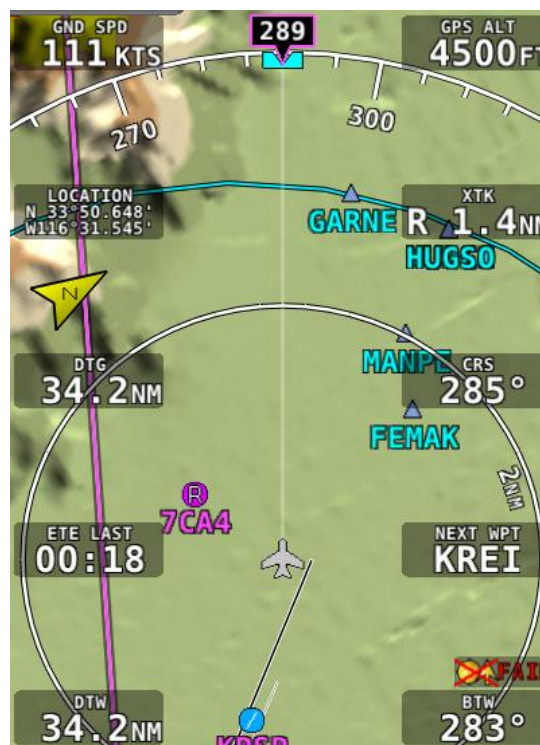 289
GND SPD
111 KTS
GPS ALT
4500FT
270
300
LOCATION
N 33°50.648'
W116°31.545'
XTK
R 1.4NM
GARNE
HUGSO
N
DTG
34.2NM
MANPE
CRS
285°
FEMAK
2NM
R
7CA4
ETE LAST
00:18
NEXT WPT
KREI
FAI
DTW
34.2NM
BTW
283°
KPSP